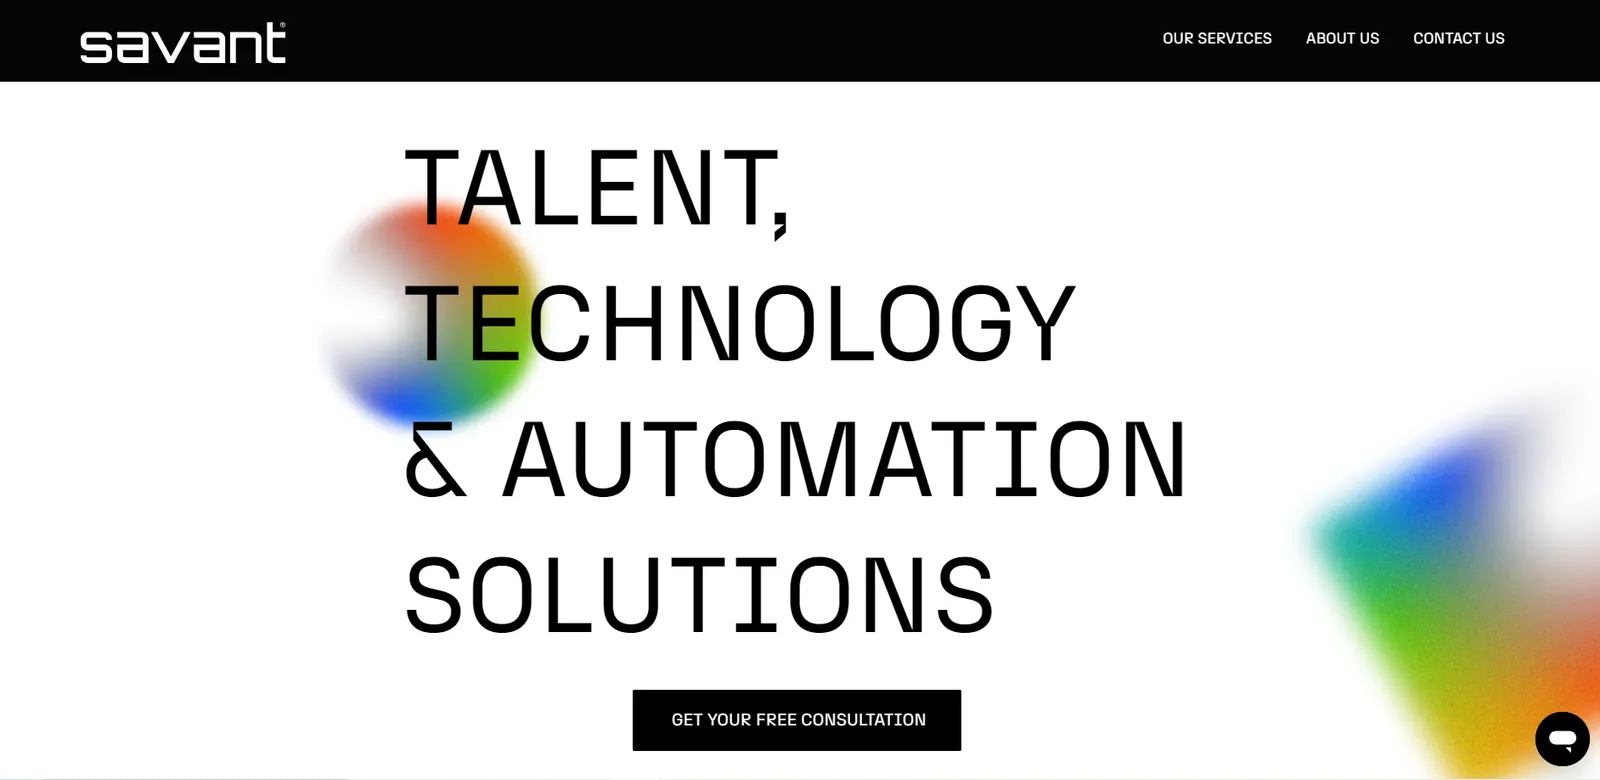 savant®
OUR SERVICES ABOUT US CONTACT US
TALENT,
TECHNOLOGY
& AUTOMATION
SOLUTIONS
GET YOUR FREE CONSULTATION